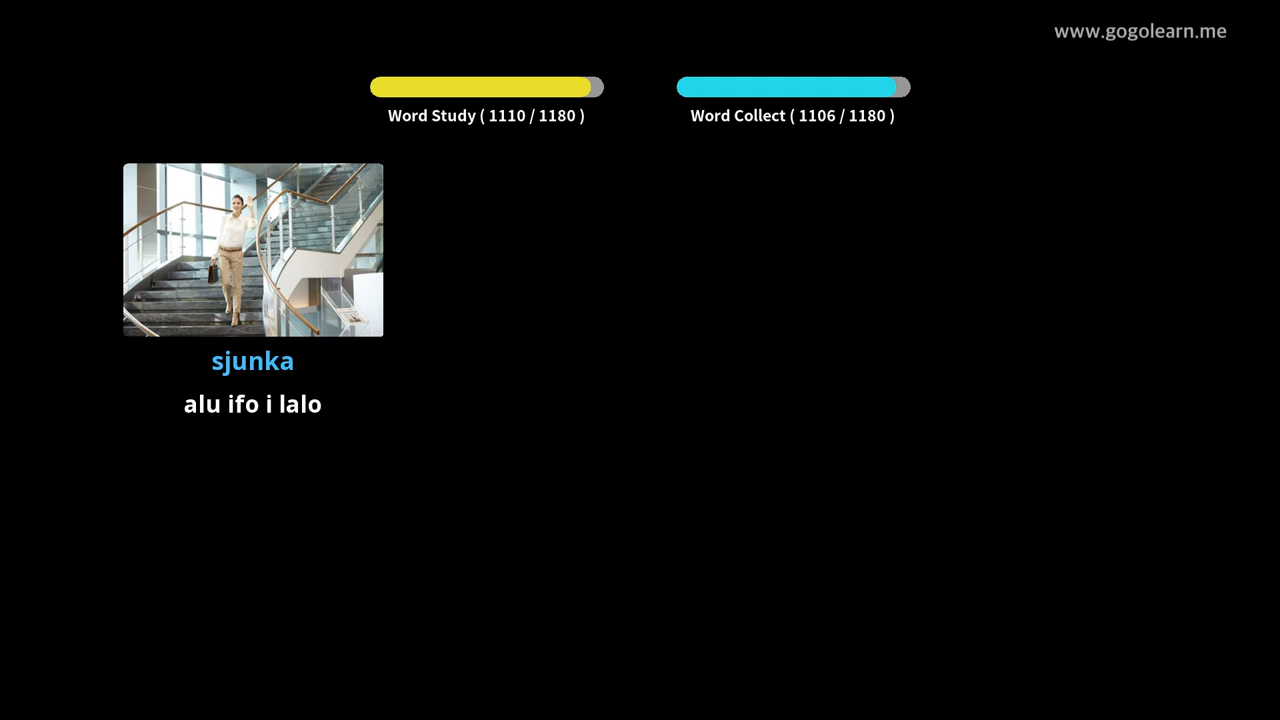 www.gogolearn.me
Word Study ( 1110 / 1180 )
Word Collect ( 1106 / 1180 )
sjunka
alu ifo i lalo